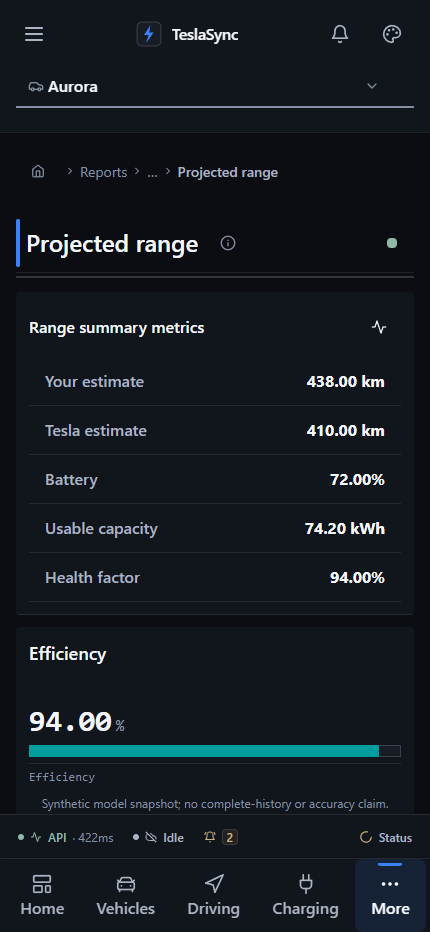 TeslaSync
Aurora
Reports
...
Projected range
Projected range
Range summary metrics
Your estimate 438.00 km
Tesla estimate 410.00 km
Battery 72.00%
Usable capacity 74.20 kWh
Health factor 94.00%
Efficiency
94.00 %
Efficiency
Synthetic model snapshot; no complete-history or accuracy claim.
API · 422ms Idle 2 Status
Home Vehicles Driving Charging More